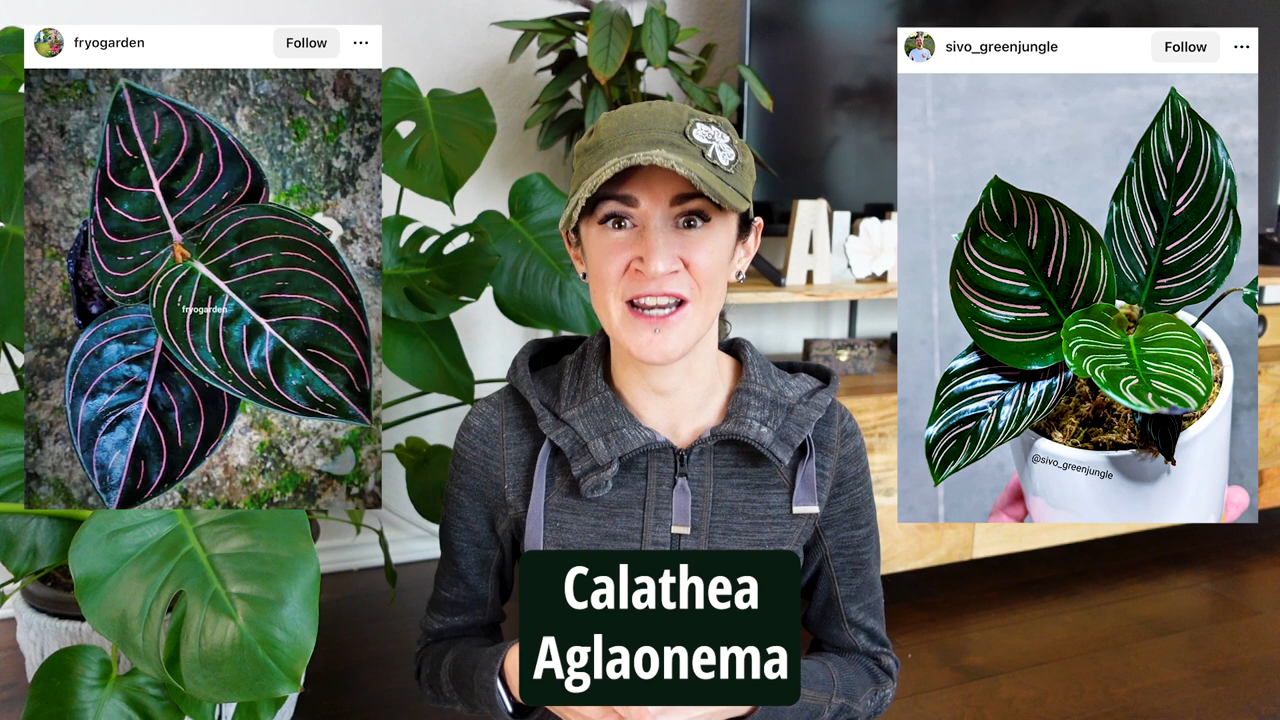 fryogarden
Follow
fryogarden
sivo_greenjungle
Follow
@sivo_greenjungle
Calathea
Aglaonema